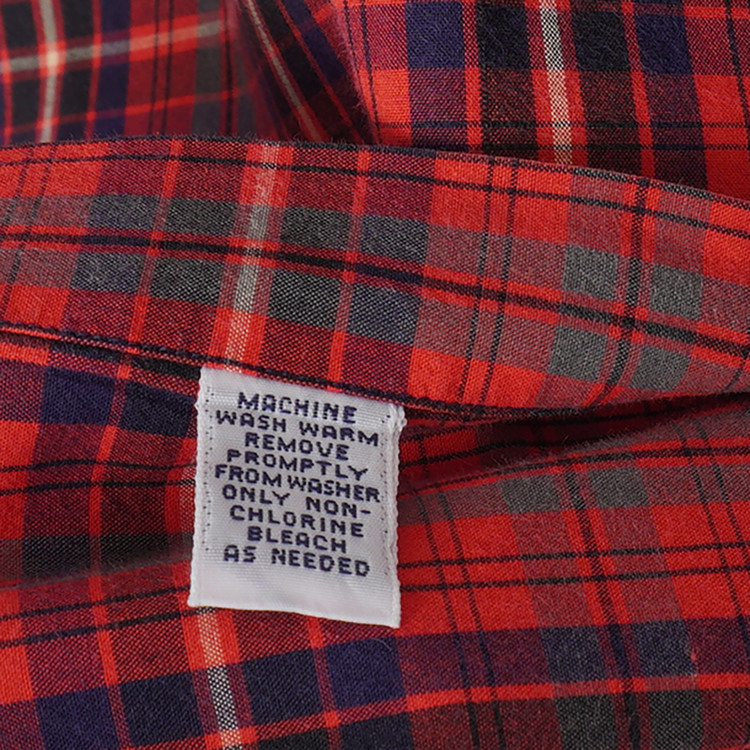 MACHINE
WASH WARM
REMOVE
PROMPTLY
FROM WASHER
ONLY NON-
CHLORINE
BLEACH
AS NEEDED